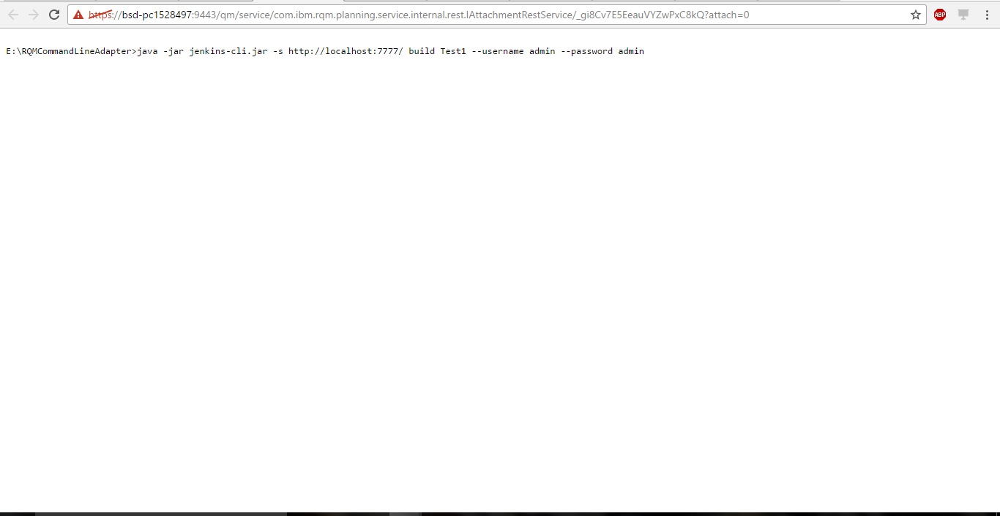 https://bsd-pc1528497:9443/qm/service/com.ibm.rqm.planning.service.internal.rest.IAttachmentRestService/_gi8Cv7E5EeauVYZwPxC8kQ?attach=0
ABP
E:\RQMCommandLineAdapter>java -jar jenkins-cli.jar -s http://localhost:7777/ build Test1 --username admin --password admin